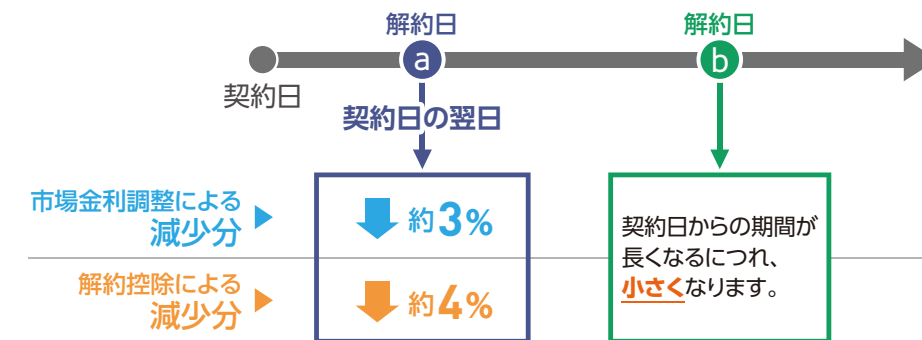 解約日
解約日
a
b
契約日
契約日の翌日
市場金利調整による
減少分
約3%
解約控除による
減少分
約4%
契約日からの期間が
長くなるにつれ、
小さくなります。